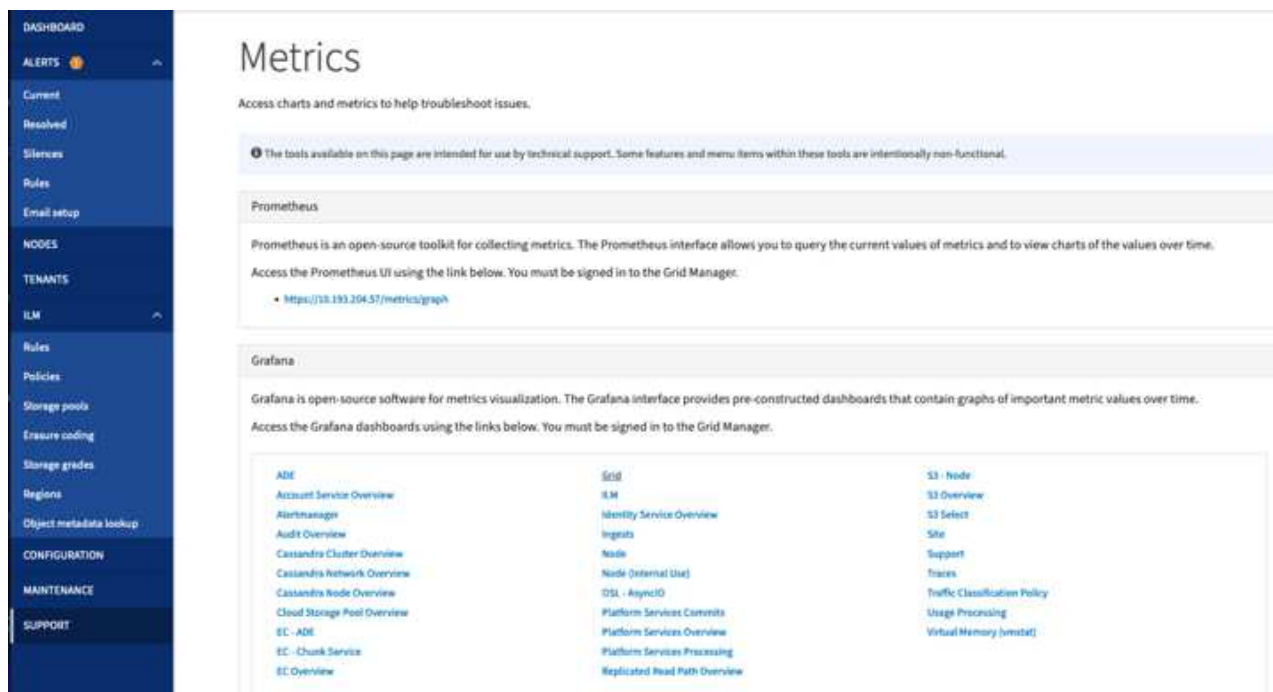 DASHBOARD
ALERTS
Current
Resolved
Silences
Rules
Email setup
NODES
TENANTS
ILM
Rules
Policies
Storage pools
Erasure coding
Storage grades
Regions
Object metadata lookup
CONFIGURATION
MAINTENANCE
SUPPORT
Metrics
Access charts and metrics to help troubleshoot issues.
The tools available on this page are intended for use by technical support. Some features and menu items within these tools are intentionally non-functional.
Prometheus
Prometheus is an open-source toolkit for collecting metrics. The Prometheus interface allows you to query the current values of metrics and to view charts of the values over time.
Access the Prometheus UI using the link below. You must be signed in to the Grid Manager.
• https://10.193.204.57/metrics/graph
Grafana
Grafana is open-source software for metrics visualization. The Grafana interface provides pre-constructed dashboards that contain graphs of important metric values over time.
Access the Grafana dashboards using the links below. You must be signed in to the Grid Manager.
ADE
Account Service Overview
Alertmanager
Audit Overview
Cassandra Cluster Overview
Cassandra Network Overview
Cassandra Node Overview
Cloud Storage Pool Overview
EC - ADE
EC - Chunk Service
EC Overview
Grid
ILM
Identity Service Overview
Ingests
Node
Node (Internal Use)
OSL - AsyncIO
Platform Services Commits
Platform Services Overview
Platform Services Processing
Replicated Read Path Overview
S3 - Node
S3 Overview
S3 Select
Site
Support
Traces
Traffic Classification Policy
Usage Processing
Virtual Memory (vmstat)